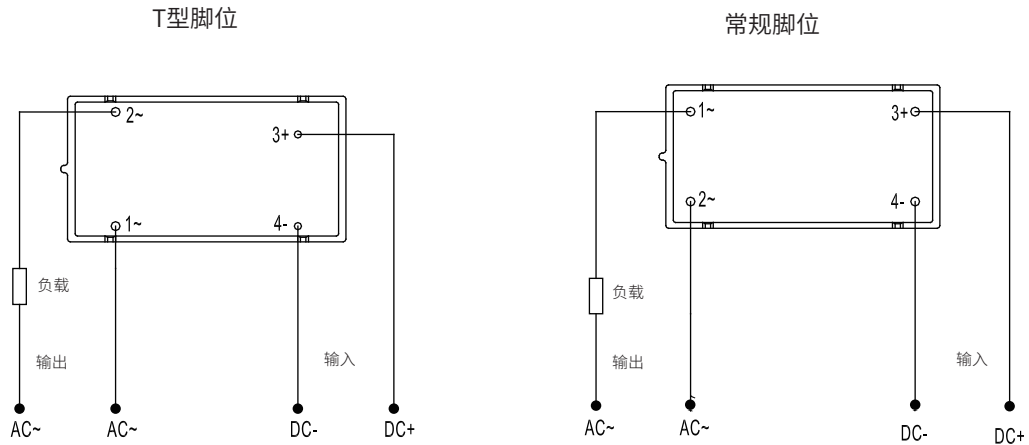 T型脚位
2~
3+
1~
4-
负载
输出
输入
AC~
AC~
DC-
DC+
常规脚位
1~
3+
2~
4-
负载
输出
输入
AC~
AC~
DC-
DC+